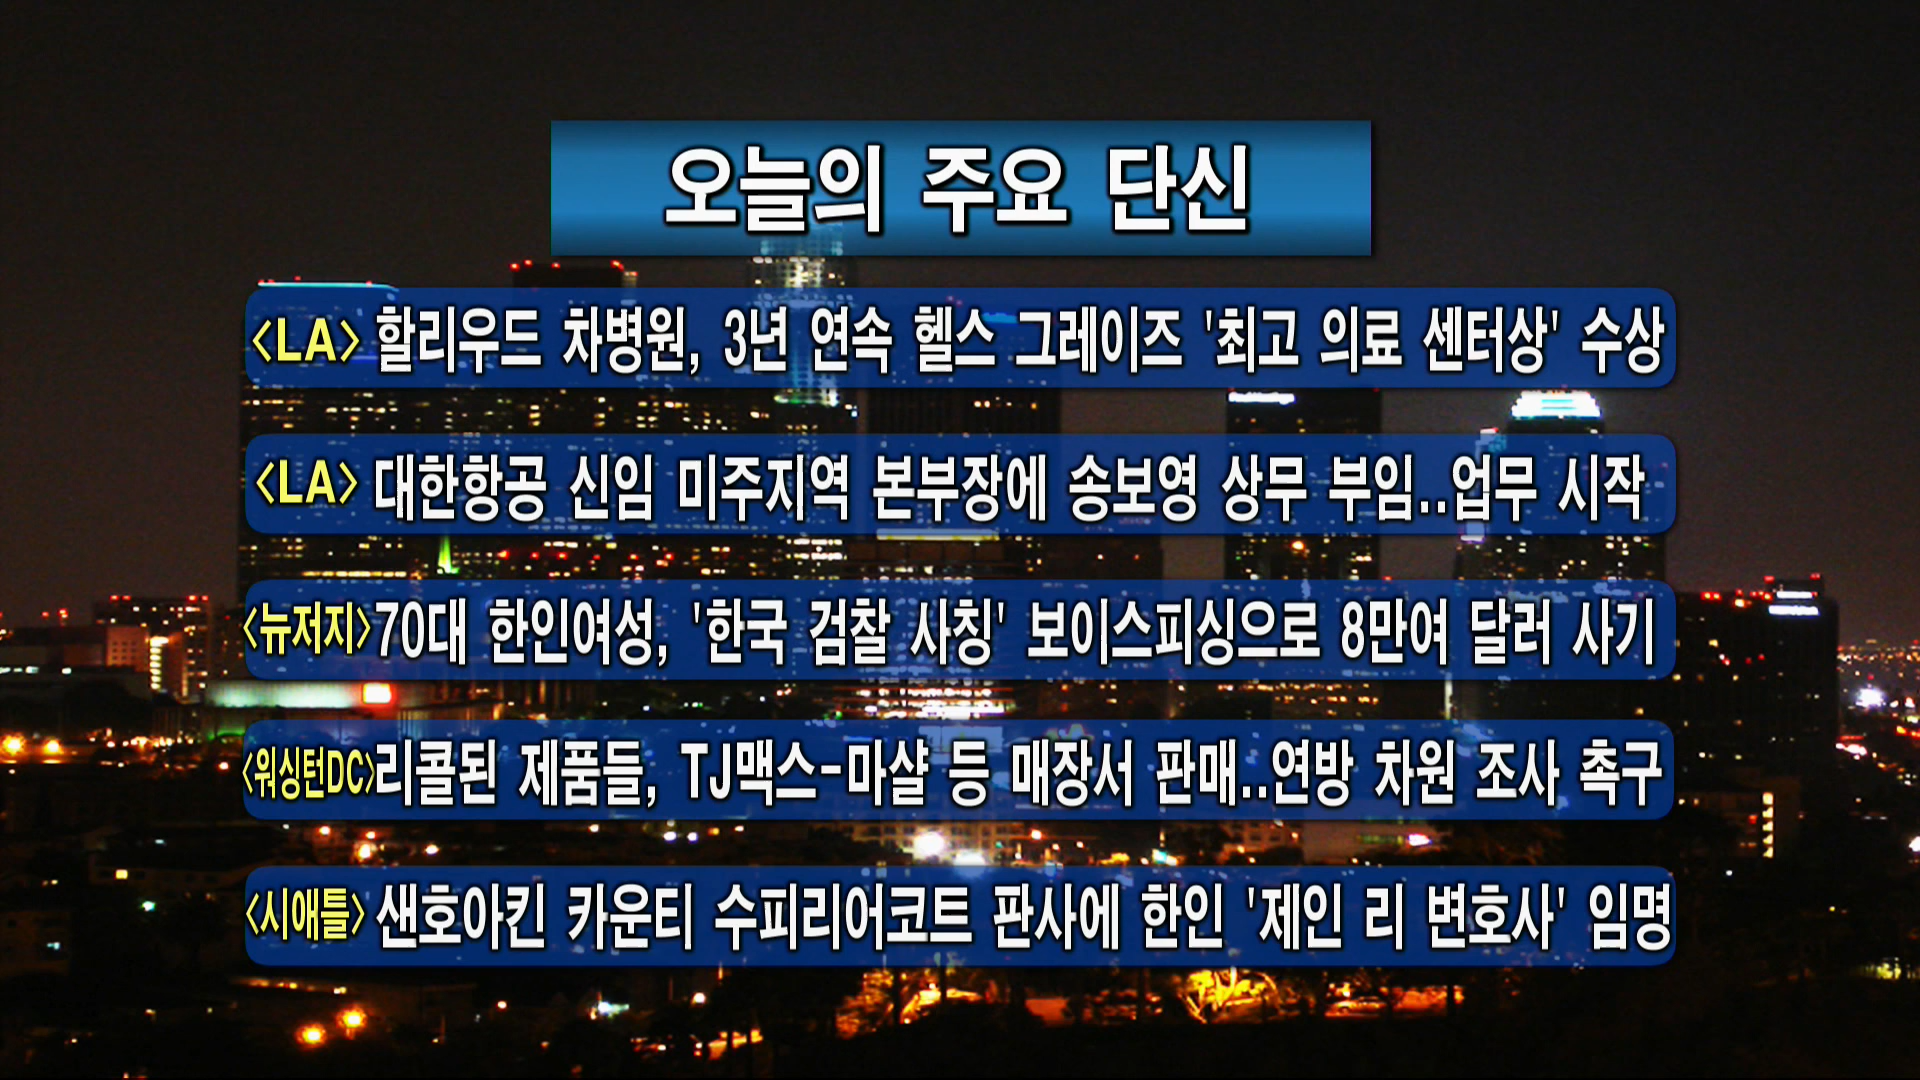 오늘의 주요 단신
<LA> 할리우드 차병원, 3년 연속 헬스 그레이즈 '최고 의료 센터상' 수상
<LA> 대한항공 신임 미주지역 본부장에 송보영 상무 부임..업무 시작
<뉴저지> 70대 한인여성, '한국 검찰 사칭' 보이스피싱으로 8만여 달러 사기
<워싱턴DC> 리콜된 제품들, TJ맥스-마샬 등 매장서 판매..연방 차원 조사 촉구
<시애틀> 샌호아킨 카운티 수피리어코트 판사에 한인 '제인 리 변호사' 임명